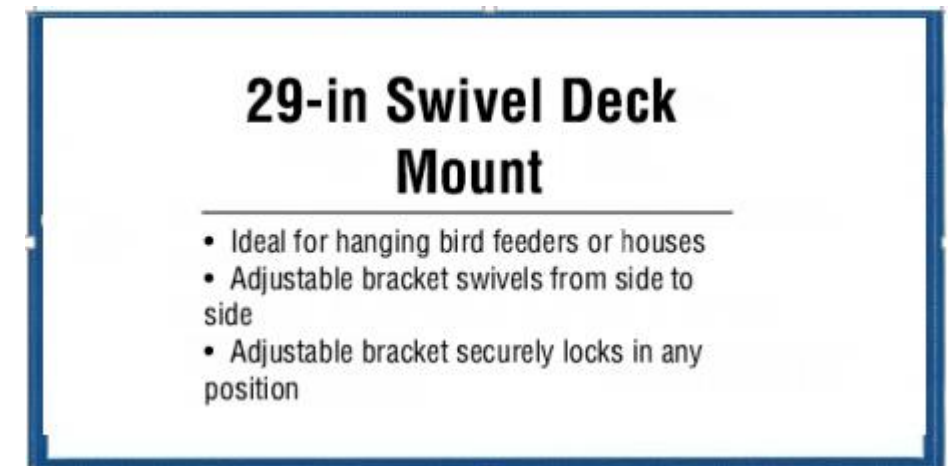 29-in Swivel Deck
Mount
• Ideal for hanging bird feeders or houses
• Adjustable bracket swivels from side to
side
• Adjustable bracket securely locks in any
position